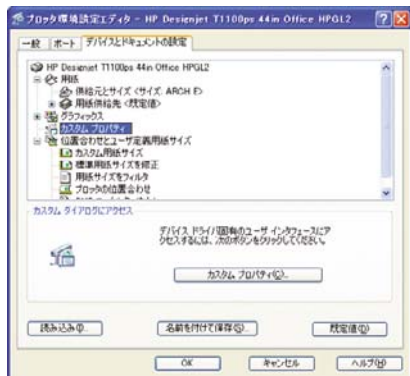 プロッタ環境設定エディタ - HP Designjet T1100ps 44in Office HPGL2
一般 ポート デバイスとドキュメントの設定
HP Designjet T1100ps 44in Office HPGL2
用紙
供給元とサイズ <サイズ: ARCH E>
用紙供給先 <既定値>
グラフィックス
カスタム プロパティ
位置合わせとユーザ定義用紙サイズ
カスタム用紙サイズ
標準用紙サイズを修正
用紙サイズをフィルタ
プロッタの位置合わせ
カスタム ダイアログにアクセス
デバイス ドライバ固有のユーザ インタフェースにア
クセスするには、次のボタンをクリックしてください。
カスタム プロパティ(C)...
読み込み(I)... 名前を付けて保存(S)... 既定値(D)
OK キャンセル ヘルプ(H)